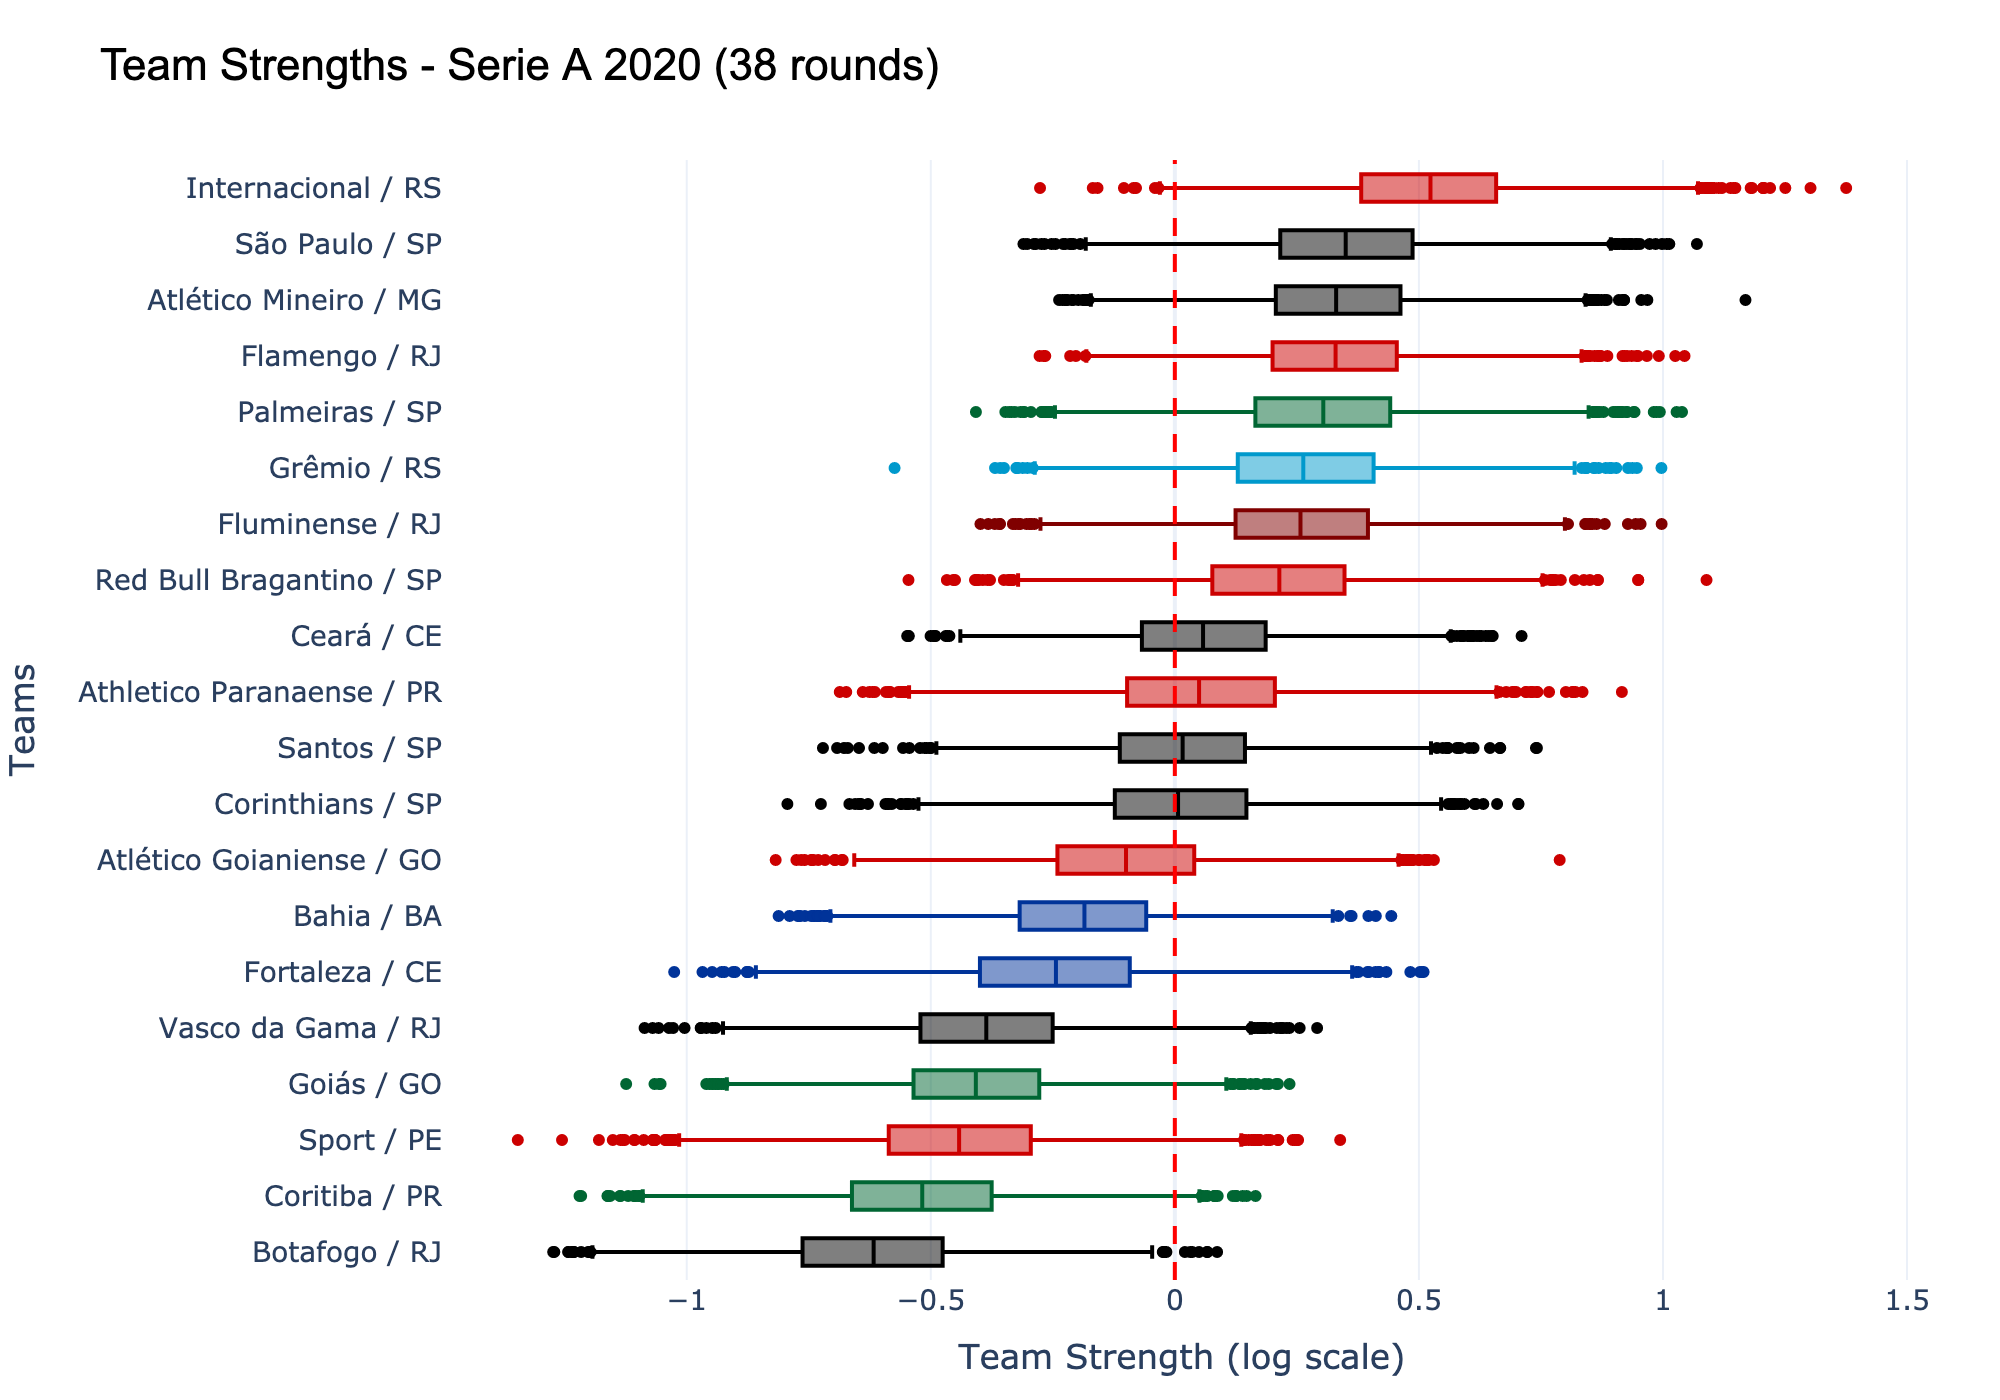 Team Strengths - Serie A 2020 (38 rounds)
Teams
Internacional / RS
São Paulo / SP
Atlético Mineiro / MG
Flamengo / RJ
Palmeiras / SP
Grêmio / RS
Fluminense / RJ
Red Bull Bragantino / SP
Ceará / CE
Athletico Paranaense / PR
Santos / SP
Corinthians / SP
Atlético Goianiense / GO
Bahia / BA
Fortaleza / CE
Vasco da Gama / RJ
Goiás / GO
Sport / PE
Coritiba / PR
Botafogo / RJ
−1 −0.5 0 0.5 1 1.5
Team Strength (log scale)